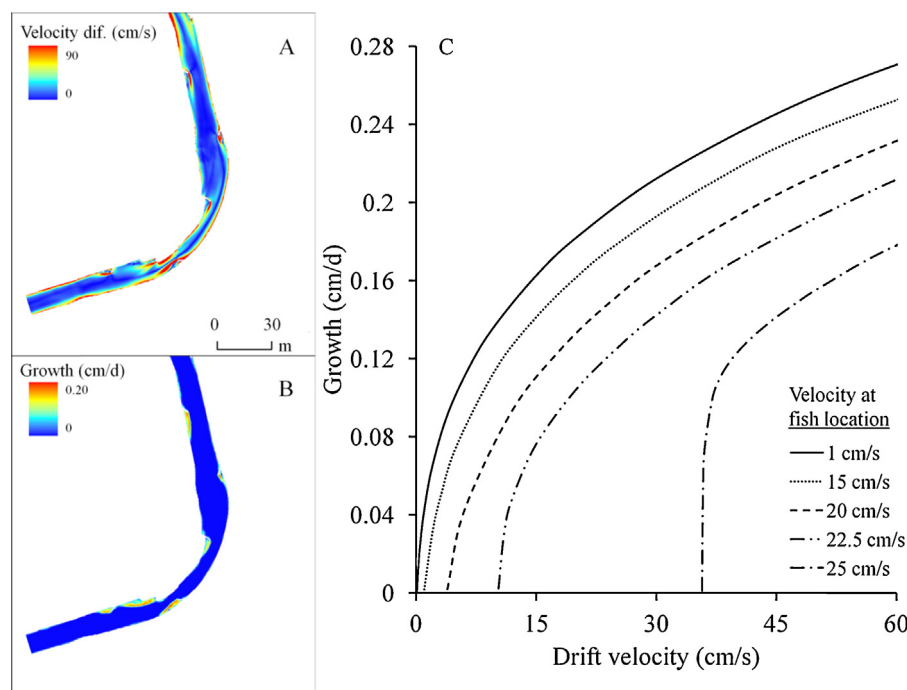 Velocity dif. (cm/s)
A
90
0
0 30
m
Growth (cm/d)
B
0.20
0
C
0.28
0.24
0.2
0.16
0.12
0.08
0.04
0
Growth (cm/d)
0 15 30 45 60
Drift velocity (cm/s)
Velocity at
fish location
1 cm/s
15 cm/s
20 cm/s
22.5 cm/s
25 cm/s